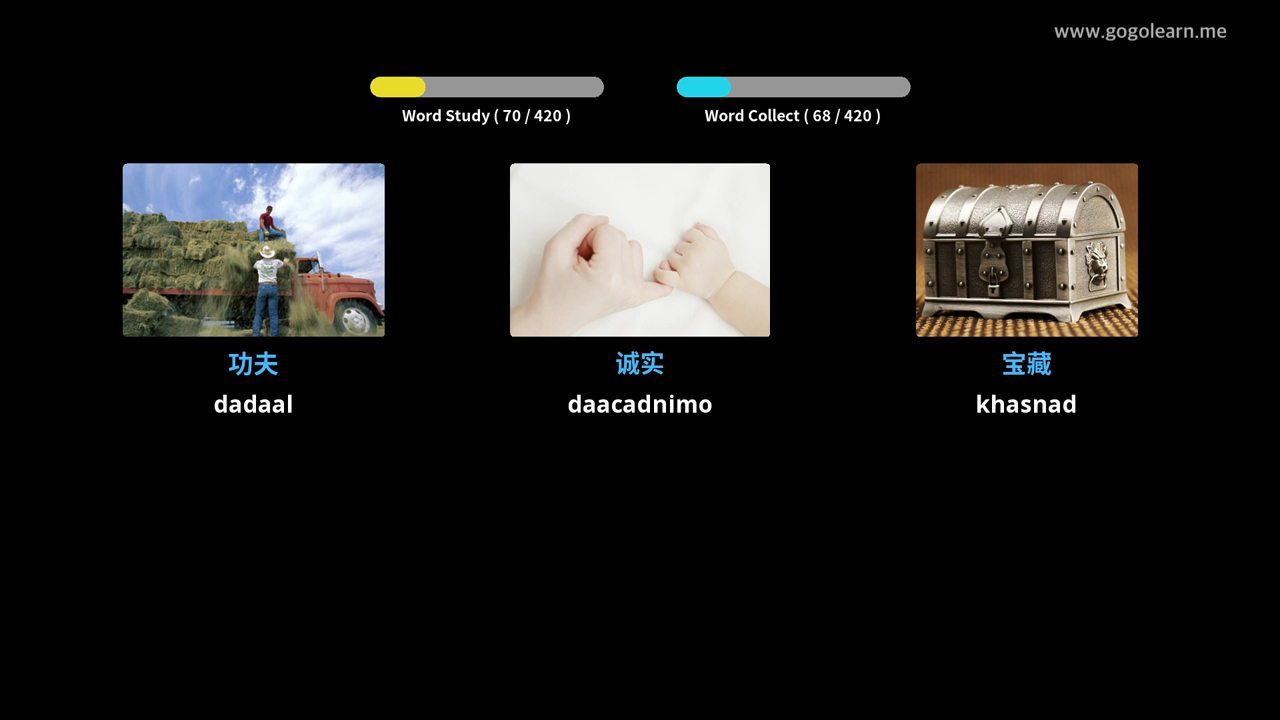 www.gogolearn.me
Word Study ( 70 / 420 )
Word Collect ( 68 / 420 )
功夫
诚实
宝藏
dadaal
daacadnimo
khasnad